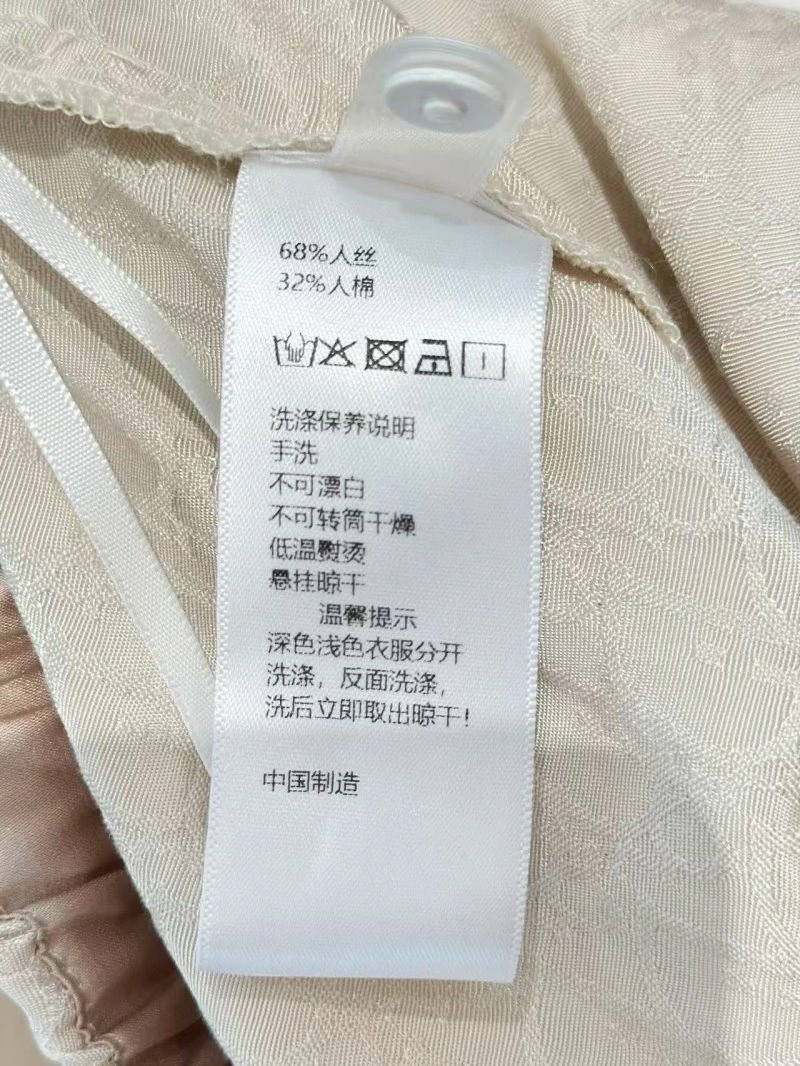 68%人丝
32%人棉
洗涤保养说明
手洗
不可漂白
不可转筒干燥
低温熨烫
悬挂晾干
温馨提示
深色浅色衣服分开
洗涤，反面洗涤，
洗后立即取出晾干！
中国制造